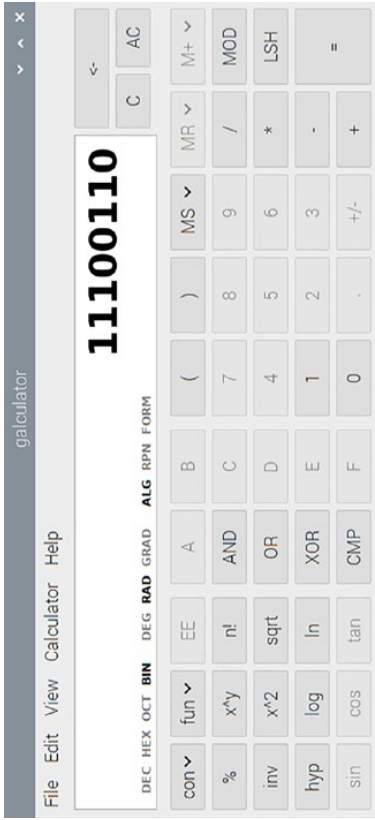 galculator
File Edit View Calculator Help
11100110
DEC HEX OCT BIN DEG RAD GRAD ALG RPN FORM
<-
C AC
con fun EE A B ( ) MS MR M+
% x^y n! AND C 7 8 9 / MOD
inv x^2 sqrt OR D 4 5 6 * LSH
hyp log ln XOR E 1 2 3 - =
sin cos tan CMP F 0 . +/- +